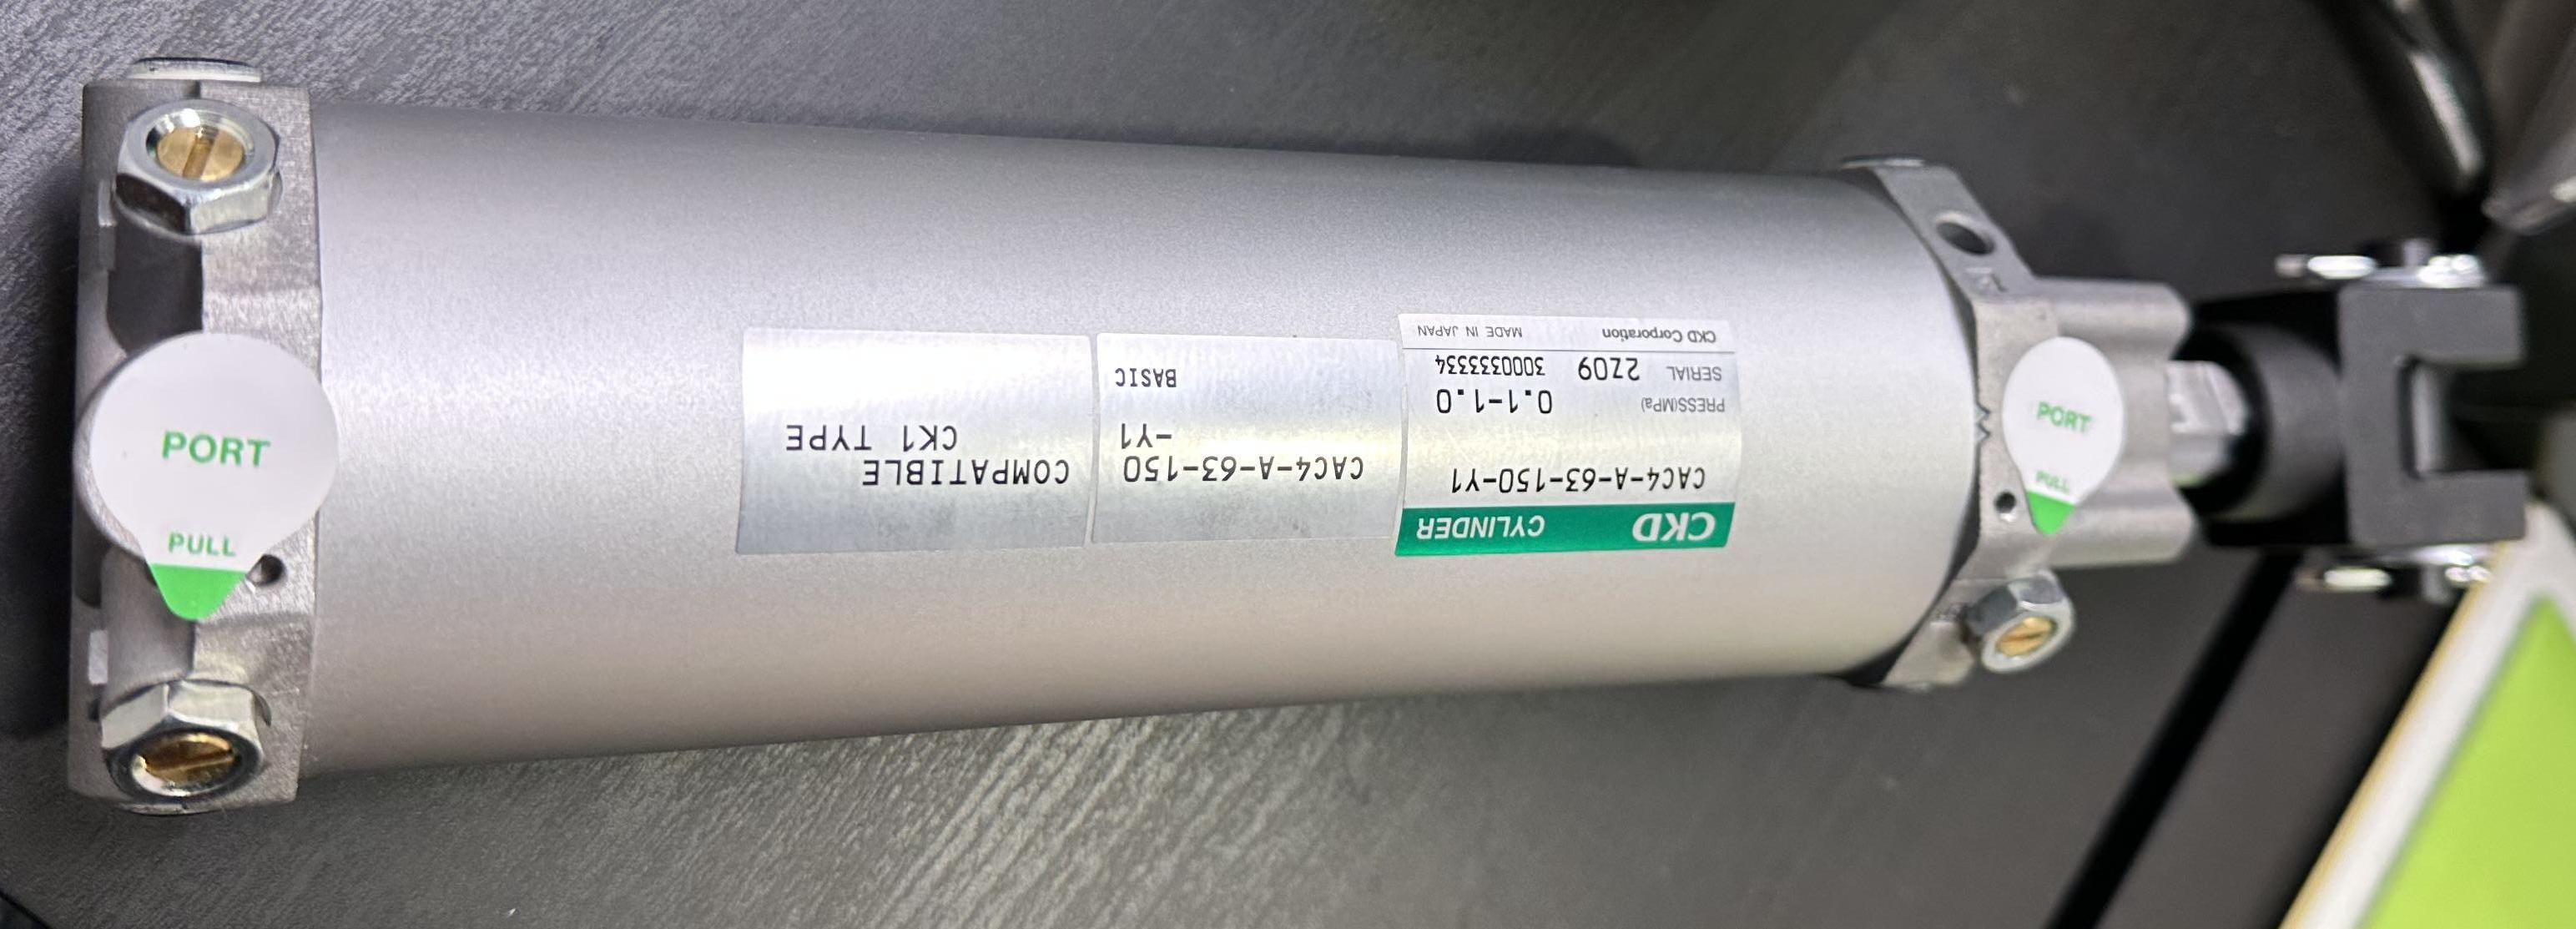 CKD CYLINDER
CAC4-A-63-150-Y1
PRESS(MPa) 0.1-1.0
SERIAL 2Z09 3000333334
CKD Corporation MADE IN JAPAN
CAC4-A-63-150
-Y1
BASIC
COMPATIBLE
CK1 TYPE
PORT
PULL
PORT
PULL